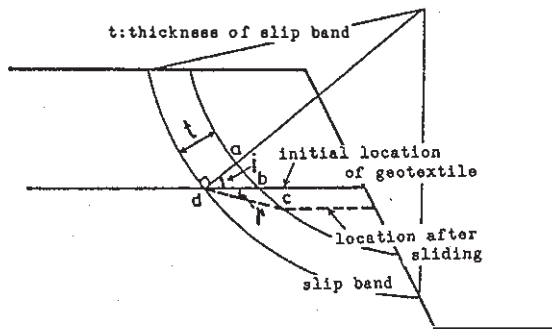 t:thickness of slip band
t
a
i
initial location
of geotextile
b
d
c
r
location after
sliding
slip band